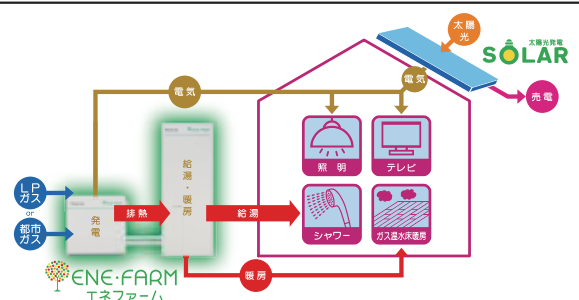 太陽
光
太陽光発電
SOLAR
電気
電気
売電
給湯・暖房
照 明
テレビ
LP
ガス
or
都市
ガス
発電
排熱
給湯
シャワー
ガス温水床暖房
暖房
ENE・FARM
エネファーム